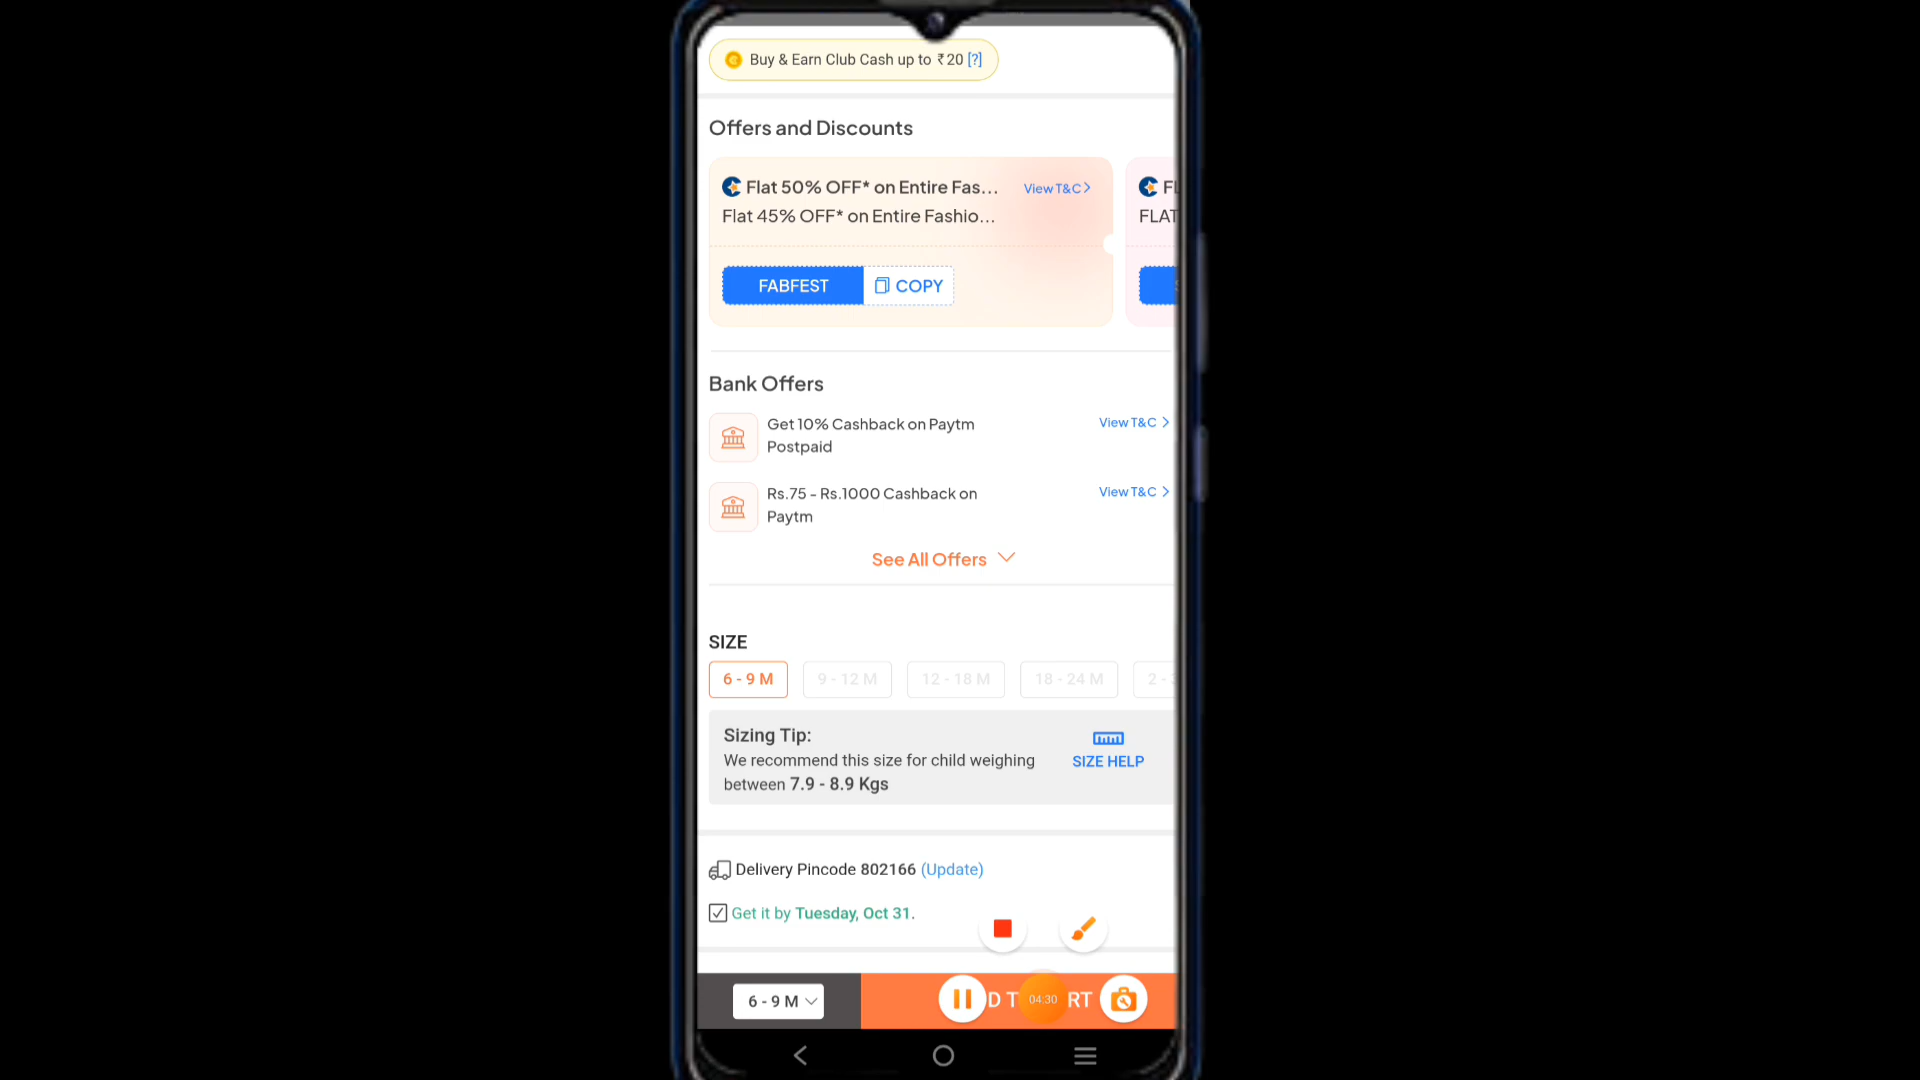 Buy & Earn Club Cash up to ₹20 [?]
Offers and Discounts
Flat 50% OFF* on Entire Fas... View T&C
Flat 45% OFF* on Entire Fashio...
FLAT
FABFEST COPY
Bank Offers
Get 10% Cashback on Paytm View T&C
Postpaid
Rs.75 - Rs.1000 Cashback on View T&C
Paytm
See All Offers
SIZE
6 - 9 M 9 - 12 M 12 - 18 M 18 - 24 M 2 -
Sizing Tip:
We recommend this size for child weighing
between 7.9 - 8.9 Kgs
SIZE HELP
Delivery Pincode 802166 (Update)
Get it by Tuesday, Oct 31.
6 - 9 M D T 04:30 RT